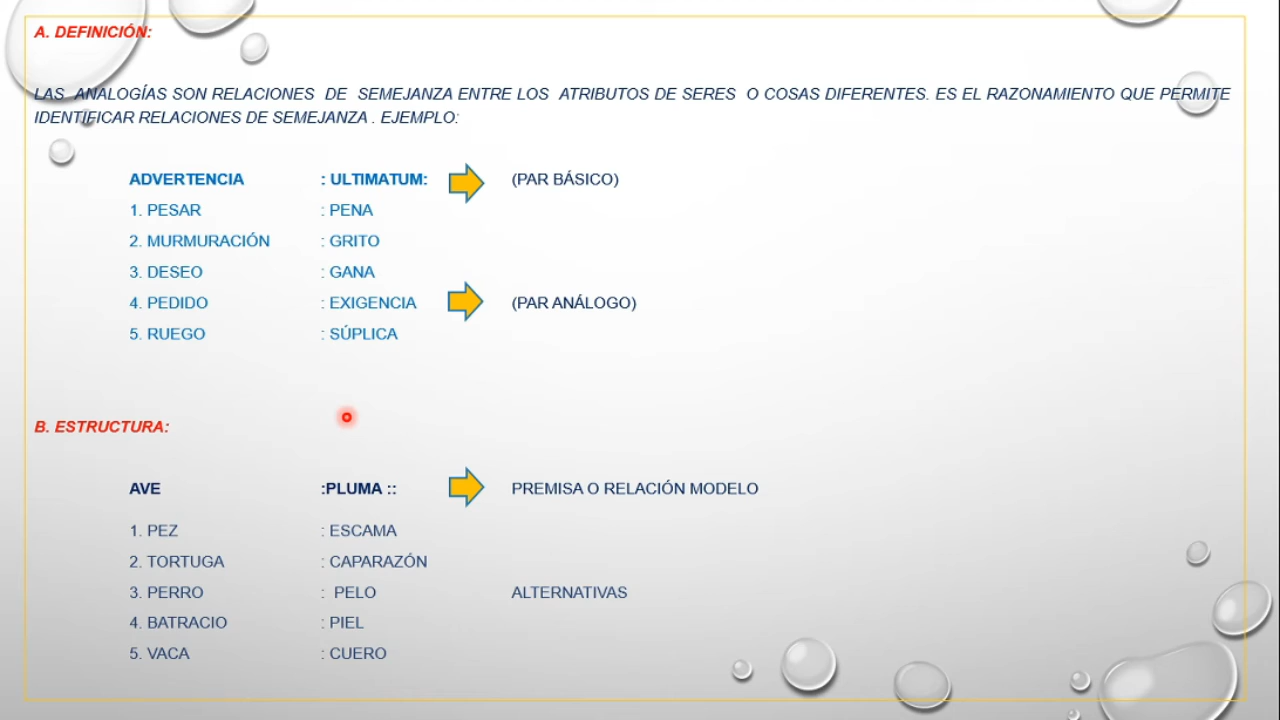 A. DEFINICIÓN:
LAS ANALOGÍAS SON RELACIONES DE SEMEJANZA ENTRE LOS ATRIBUTOS DE SERES O COSAS DIFERENTES. ES EL RAZONAMIENTO QUE PERMITE
IDENTIFICAR RELACIONES DE SEMEJANZA . EJEMPLO:
ADVERTENCIA : ULTIMATUM: (PAR BÁSICO)
1. PESAR : PENA
2. MURMURACIÓN : GRITO
3. DESEO : GANA
4. PEDIDO : EXIGENCIA (PAR ANÁLOGO)
5. RUEGO : SÚPLICA
B. ESTRUCTURA:
AVE :PLUMA :: PREMISA O RELACIÓN MODELO
1. PEZ : ESCAMA
2. TORTUGA : CAPARAZÓN
3. PERRO : PELO ALTERNATIVAS
4. BATRACIO : PIEL
5. VACA : CUERO